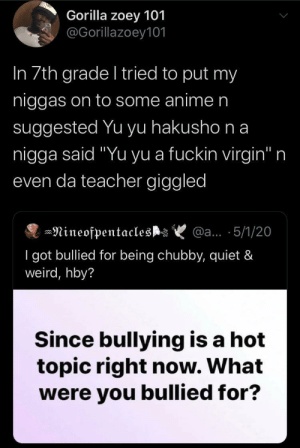 Gorilla zoey 101
@Gorillazoey101
In 7th grade I tried to put my
niggas on to some anime n
suggested Yu yu hakusho n a
nigga said "Yu yu a fuckin virgin" n
even da teacher giggled
=𝕹𝖎𝖓𝖊𝖔𝖋𝖕𝖊𝖓𝖙𝖆𝖈𝖑𝖊𝖘 @a... ·5/1/20
I got bullied for being chubby, quiet &
weird, hby?
Since bullying is a hot
topic right now. What
were you bullied for?